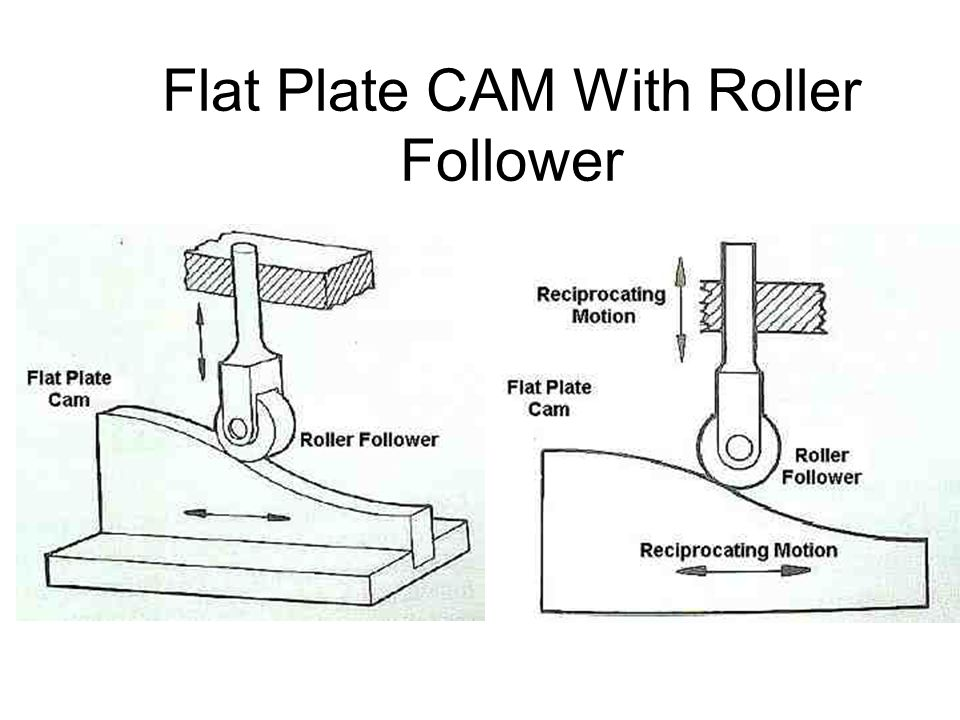 Flat Plate CAM With Roller
Follower
Flat Plate
Cam
Roller Follower
Reciprocating
Motion
Flat Plate
Cam
Roller
Follower
Reciprocating Motion